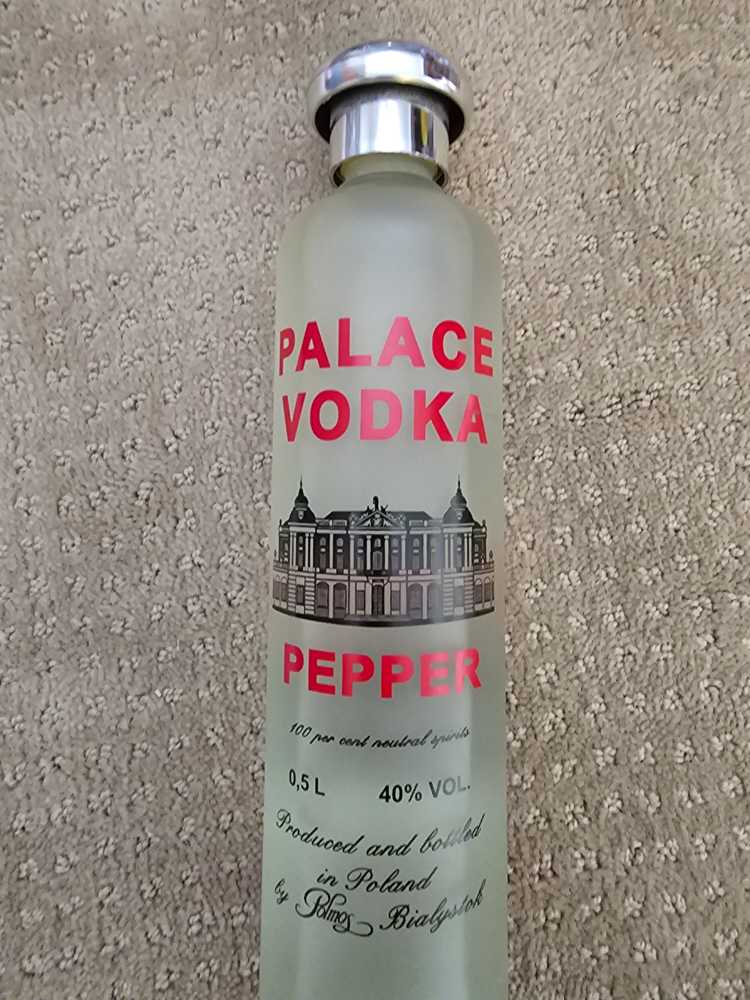 PALACE
VODKA
PEPPER
100 per cent neutral spirits
0,5 L 40% VOL.
Produced and bottled
in Poland
by Polmos Bialystok